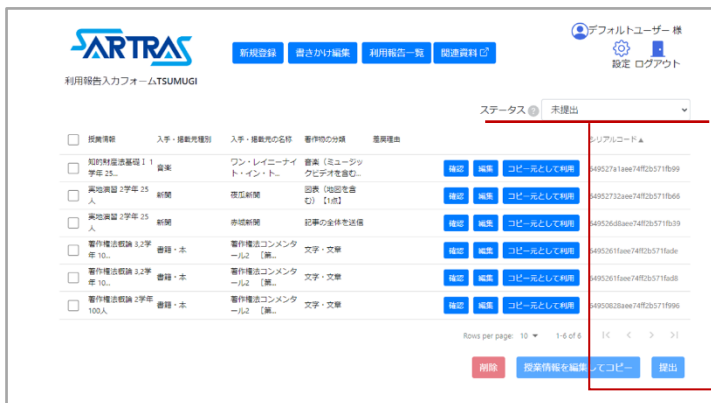 SARTRAS
利用報告入力フォームTSUMUGI
新規登録 書きかけ編集 利用報告一覧 関連資料
デフォルトユーザー 様
設定 ログアウト
ステータス 未提出
授業情報 入手・掲載元種別 入手・掲載元の名称 著作物の分類 差戻理由 シリアルコード▲
知的財産法基礎Ⅰ 1
学年 25...
音楽
ワン・レイニーナイ
ト・イン・ト...
音楽（ミュージッ
クビデオを含む...
確認 編集 コピー元として利用
649527a1aee74ff2b571fb99
実地演習 2学年 25
人
新聞
夜瓜新聞
図表（地図を含
む）【1点】
確認 編集 コピー元として利用
64952732aee74ff2b571fb66
実地演習 2学年 25
人
新聞
赤城新聞
記事の全体を送信
確認 編集 コピー元として利用
649526d8aee74ff2b571fb39
著作権法概論 3,2学
年 10...
書籍・本
著作権法コンメンタ
ール2 [第...
文字・文章
確認 編集 コピー元として利用
6495261faee74ff2b571fade
著作権法概論 3,2学
年 10...
書籍・本
著作権法コンメンタ
ール2 [第...
文字・文章
確認 編集 コピー元として利用
6495261faee74ff2b571fad8
著作権法概論 2学年
100人
書籍・本
著作権法コンメンタ
ール2 [第...
文字・文章
確認 編集 コピー元として利用
64950828aee74ff2b571f996
Rows per page: 10 1-6 of 6
削除 授業情報を編集してコピー 提出